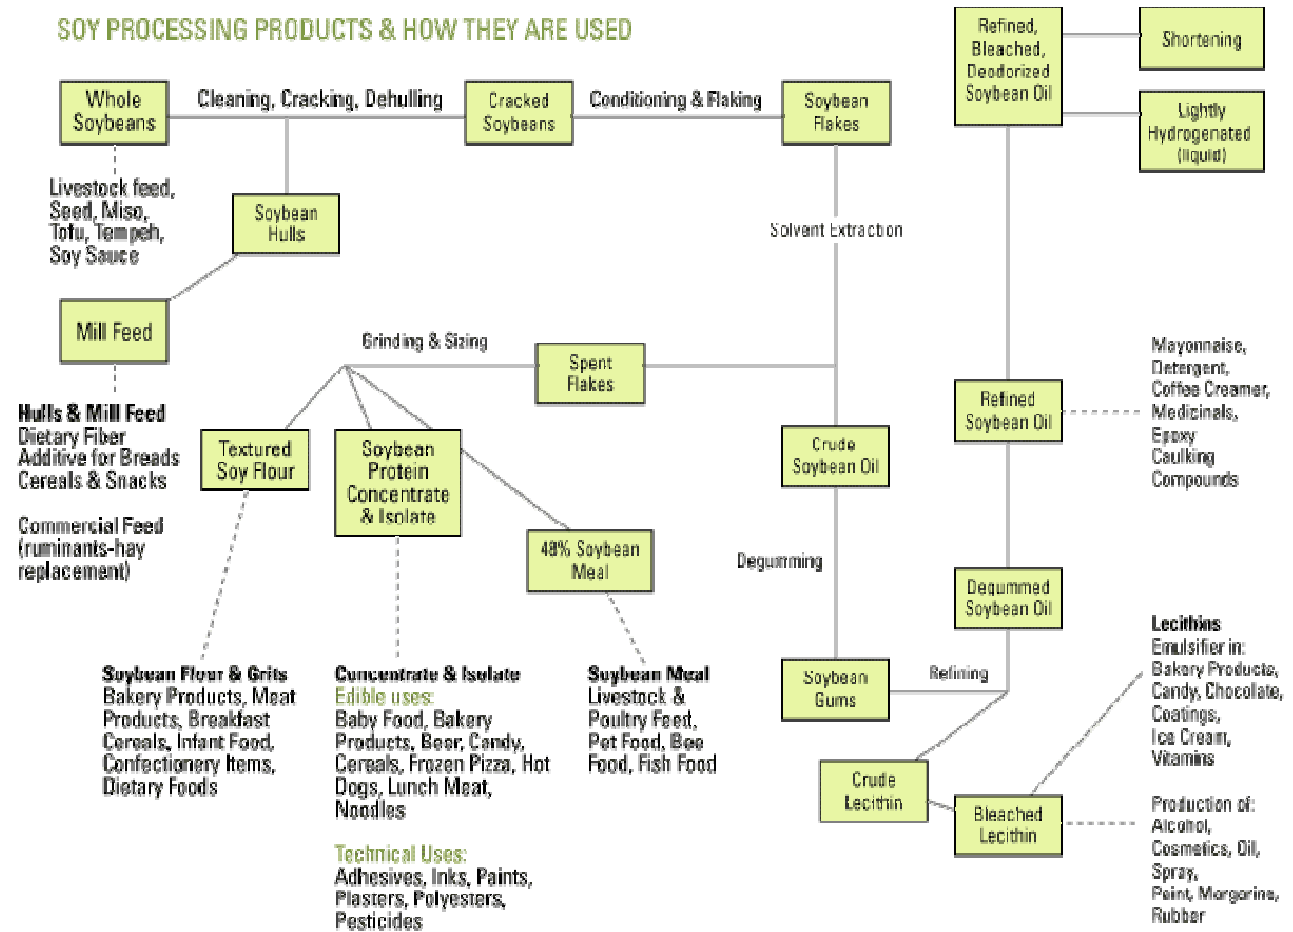 SOY PROCESSING PRODUCTS & HOW THEY ARE USED
Whole
Soybeans
Cleaning, Cracking, Dehulling
Cracked
Soybeans
Conditioning & Flaking
Soybean
Flakes
Refined,
Bleached,
Deodorized
Soybean Oil
Shortening
Lightly
Hydrogenated
(liquid)
Livestock feed,
Seed, Miso,
Tofu, Tempeh,
Soy Sauce
Soybean
Hulls
Solvent Extraction
Mill Feed
Grinding & Sizing
Spent
Flakes
Hulls & Mill Feed
Dietary Fiber
Additive for Breads
Cereals & Snacks
Commercial Feed
(ruminants-hay
replacement)
Textured
Soy Flour
Soybean
Protein
Concentrate
& Isolate
48% Soybean
Meal
Crude
Soybean Oil
Refined
Soybean Oil
Mayonnaise,
Detergent,
Coffee Creamer,
Medicinals,
Epoxy
Caulking
Compounds
Degumming
Degummed
Soybean Oil
Soybean
Gums
Refining
Crude
Lecithin
Bleached
Lecithin
Soybean Flour & Grits
Bakery Products, Meat
Products, Breakfast
Cereals, Infant Food,
Confectionery Items,
Dietary Foods
Concentrate & Isolate
Edible uses:
Baby Food, Bakery
Products, Beer, Candy,
Cereals, Frozen Pizza, Hot
Dogs, Lunch Meat,
Noodles
Technical Uses:
Adhesives, Inks, Paints,
Plasters, Polyesters,
Pesticides
Soybean Meal
Livestock &
Poultry Feed,
Pet Food, Bee
Food, Fish Food
Lecithins
Emulsifier in:
Bakery Products,
Candy, Chocolate,
Coatings,
Ice Cream,
Vitamins
Production of:
Alcohol,
Cosmetics, Oil,
Spray,
Paint, Margarine,
Rubber